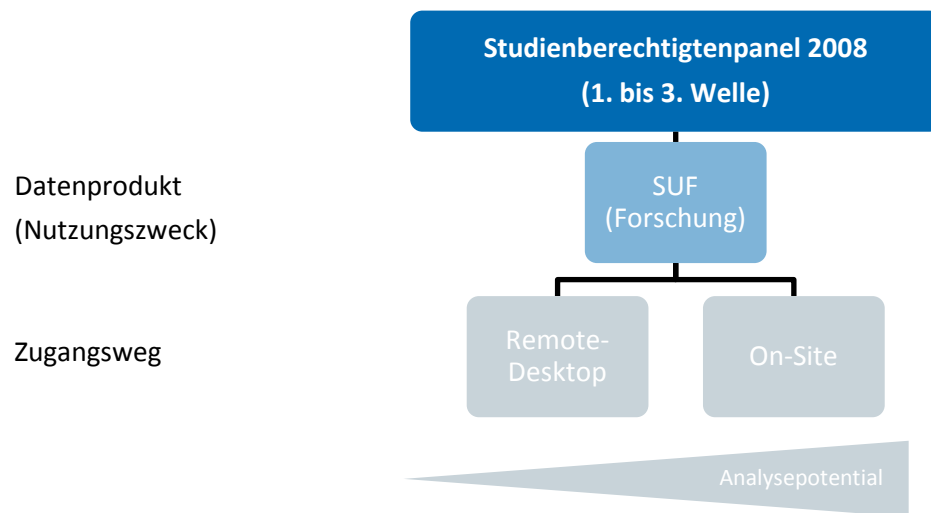 Studienberechtigtenpanel 2008
(1. bis 3. Welle)
Datenprodukt
(Nutzungszweck)
SUF
(Forschung)
Zugangsweg
Remote-
Desktop
On-Site
Analysepotential